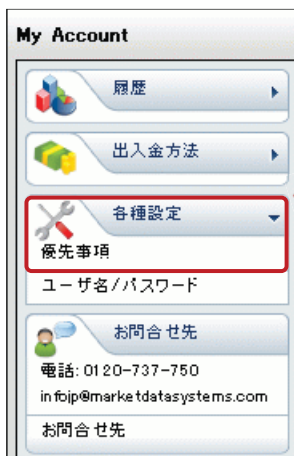 My Account
履歴
出入金方法
各種設定
優先事項
ユーザ名/パスワード
お問合せ先
電話: 0120-737-750
infojp@marketdatasystems.com
お問合せ先